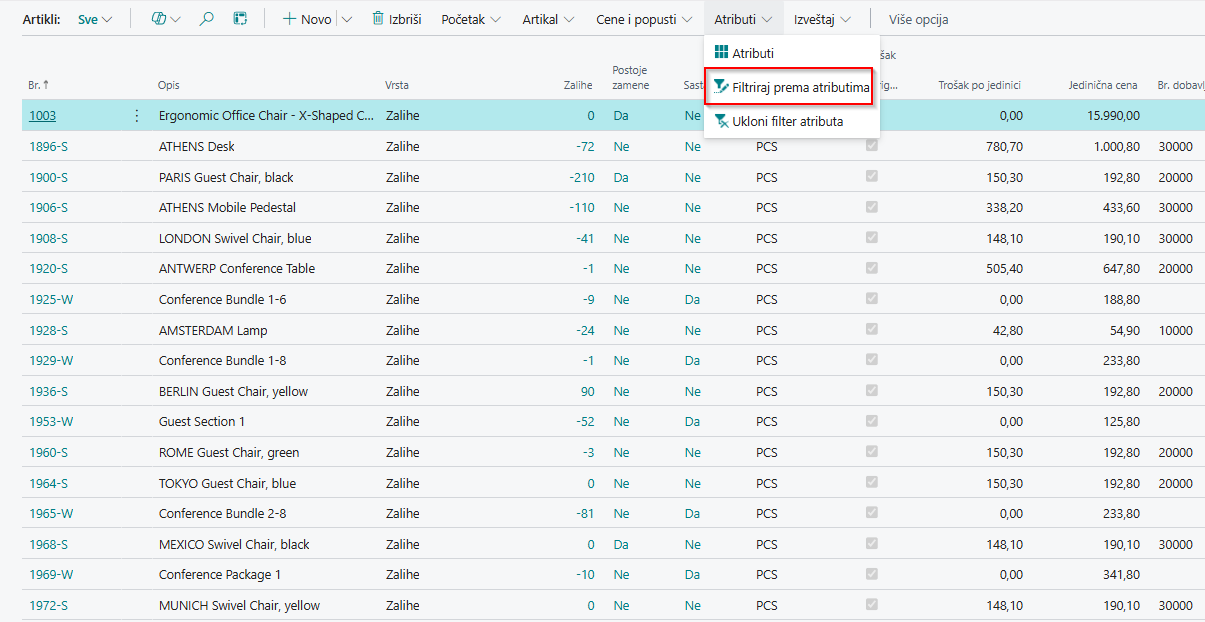 Artikli: Sve Novo Izbriši Početak Artikal Cene i popusti Atributi Izveštaj Više opcija
Atributi
Filtriraj prema atributima
Ukloni filter atributa
Br. ↑ Opis Vrsta Zalihe Postoje zamene Trošak po jedinici Jedinična cena
1003 Ergonomic Office Chair - X-Shaped C... Zalihe 0 Da Ne 0,00 15.990,00
1896-S ATHENS Desk Zalihe -72 Ne Ne PCS 780,70 1.000,80 30000
1900-S PARIS Guest Chair, black Zalihe -210 Da Ne PCS 150,30 192,80 20000
1906-S ATHENS Mobile Pedestal Zalihe -110 Ne Ne PCS 338,20 433,60 30000
1908-S LONDON Swivel Chair, blue Zalihe -41 Ne Ne PCS 148,10 190,10 30000
1920-S ANTWERP Conference Table Zalihe -1 Ne Ne PCS 505,40 647,80 20000
1925-W Conference Bundle 1-6 Zalihe -9 Ne Da PCS 0,00 188,80
1928-S AMSTERDAM Lamp Zalihe -24 Ne Ne PCS 42,80 54,90 10000
1929-W Conference Bundle 1-8 Zalihe -1 Ne Da PCS 0,00 233,80
1936-S BERLIN Guest Chair, yellow Zalihe 90 Ne Ne PCS 150,30 192,80 20000
1953-W Guest Section 1 Zalihe -52 Ne Da PCS 0,00 125,80
1960-S ROME Guest Chair, green Zalihe -3 Ne Ne PCS 150,30 192,80 20000
1964-S TOKYO Guest Chair, blue Zalihe 0 Ne Ne PCS 150,30 192,80 20000
1965-W Conference Bundle 2-8 Zalihe -81 Ne Da PCS 0,00 233,80
1968-S MEXICO Swivel Chair, black Zalihe 0 Da Ne PCS 148,10 190,10 30000
1969-W Conference Package 1 Zalihe -10 Ne Da PCS 0,00 341,80
1972-S MUNICH Swivel Chair, yellow Zalihe 0 Ne Ne PCS 148,10 190,10 30000